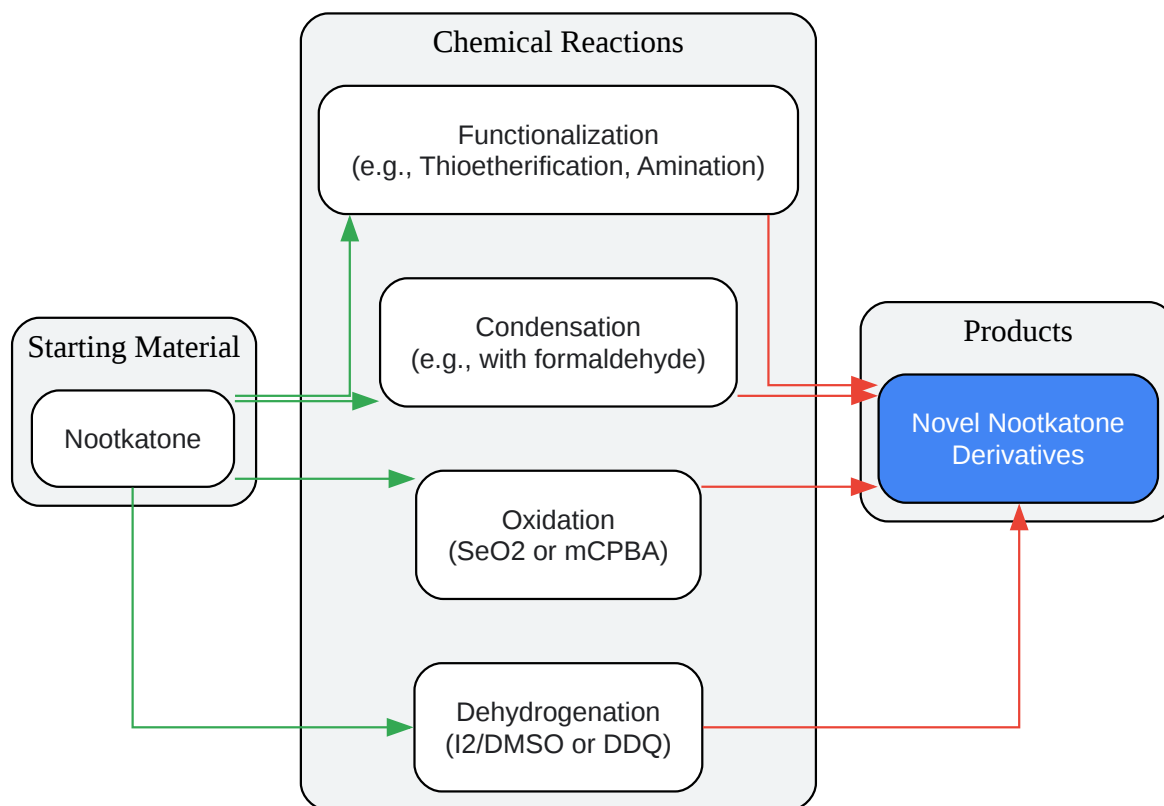 Chemical Reactions
Functionalization
(e.g., Thioetherification, Amination)
Condensation
(e.g., with formaldehyde)
Starting Material
Nootkatone
Products
Novel Nootkatone
Derivatives
Oxidation
(SeO2 or mCPBA)
Dehydrogenation
(I2/DMSO or DDQ)